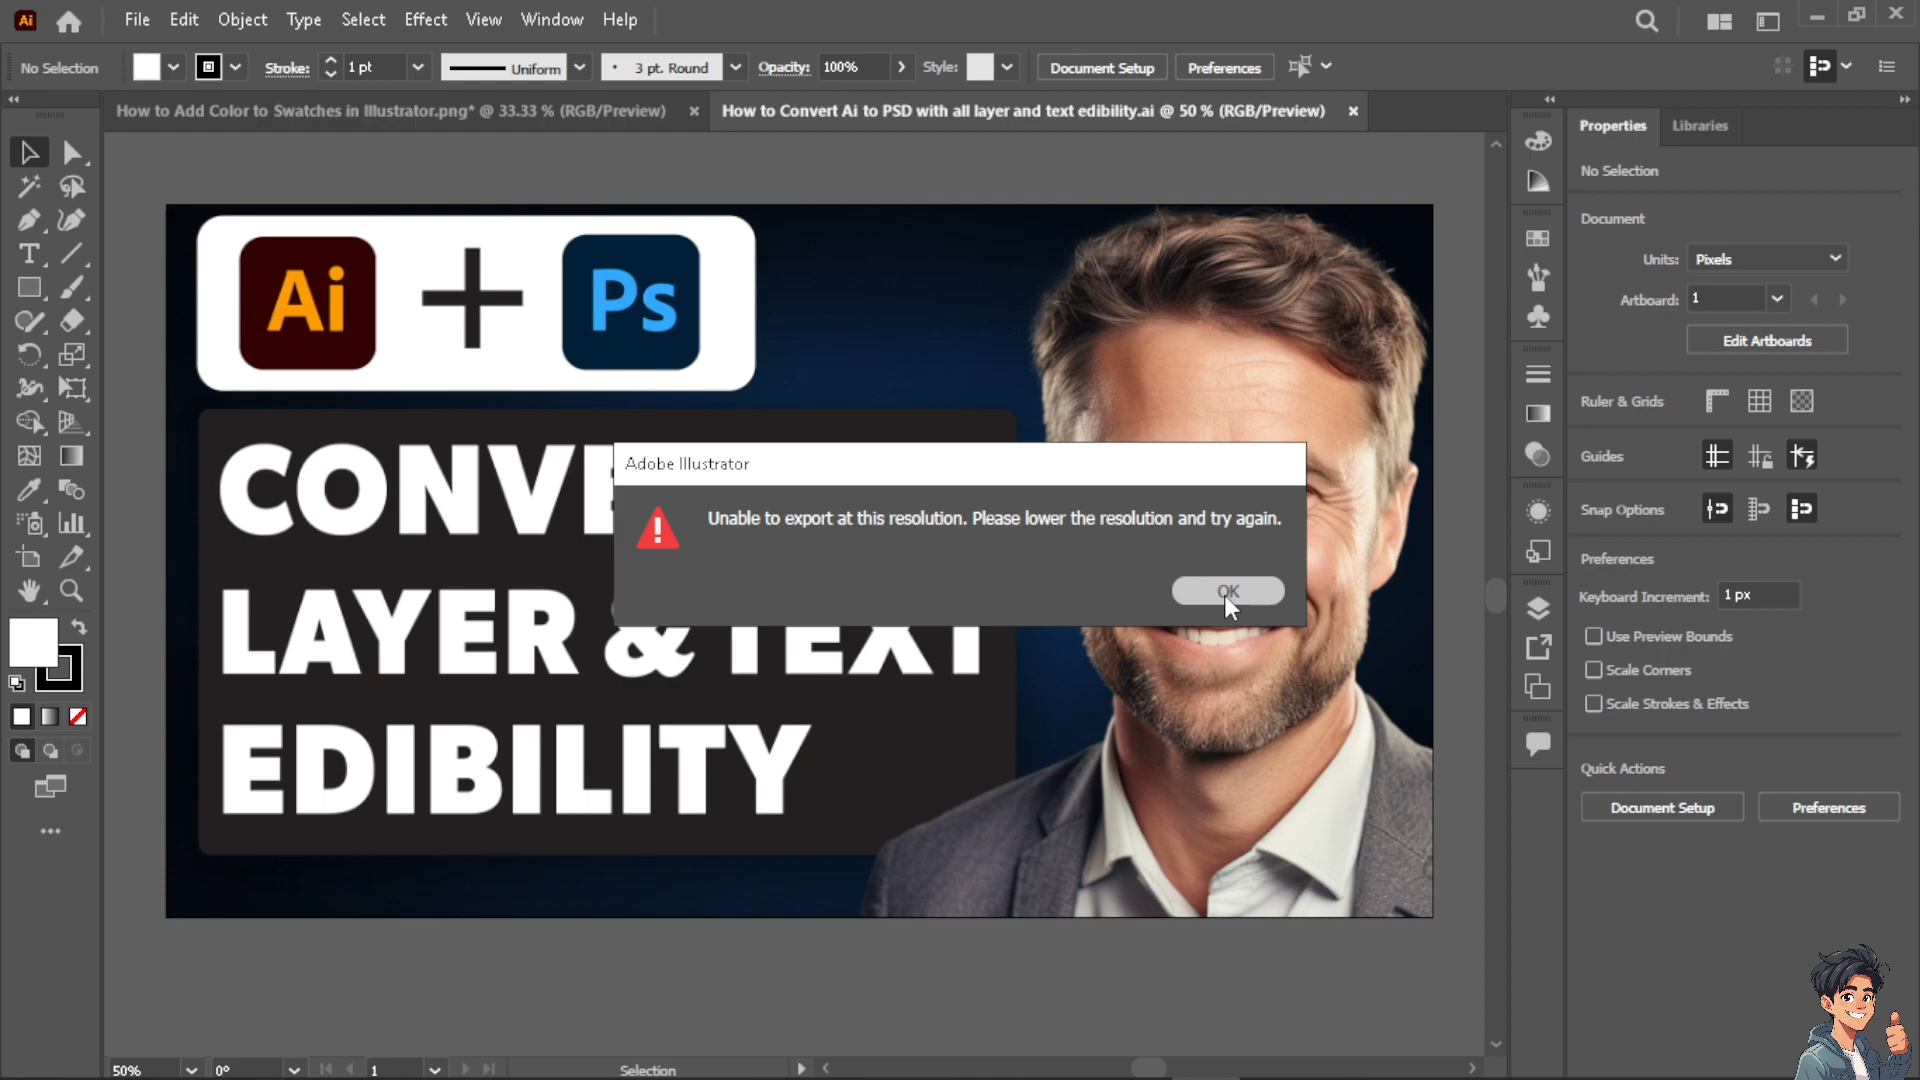 Ai
File Edit Object Type Select Effect View Window Help
No Selection
Stroke: 1 pt Uniform 3 pt. Round Opacity: 100% Style: Document Setup Preferences
How to Add Color to Swatches in Illustrator.png* @ 33.33 % (RGB/Preview) × How to Convert Ai to PSD with all layer and text edibility.ai @ 50 % (RGB/Preview) ×
Properties Libraries
No Selection
Document
Units: Pixels
Artboard: 1
Edit Artboards
Ruler & Grids
Guides
Snap Options
Preferences
Keyboard Increment: 1 px
Use Preview Bounds
Scale Corners
Scale Strokes & Effects
Quick Actions
Document Setup Preferences
Ai + Ps
CONVE
LAYER & TEXT
EDIBILITY
Adobe Illustrator
Unable to export at this resolution. Please lower the resolution and try again.
OK
50% 0° 1 Selection